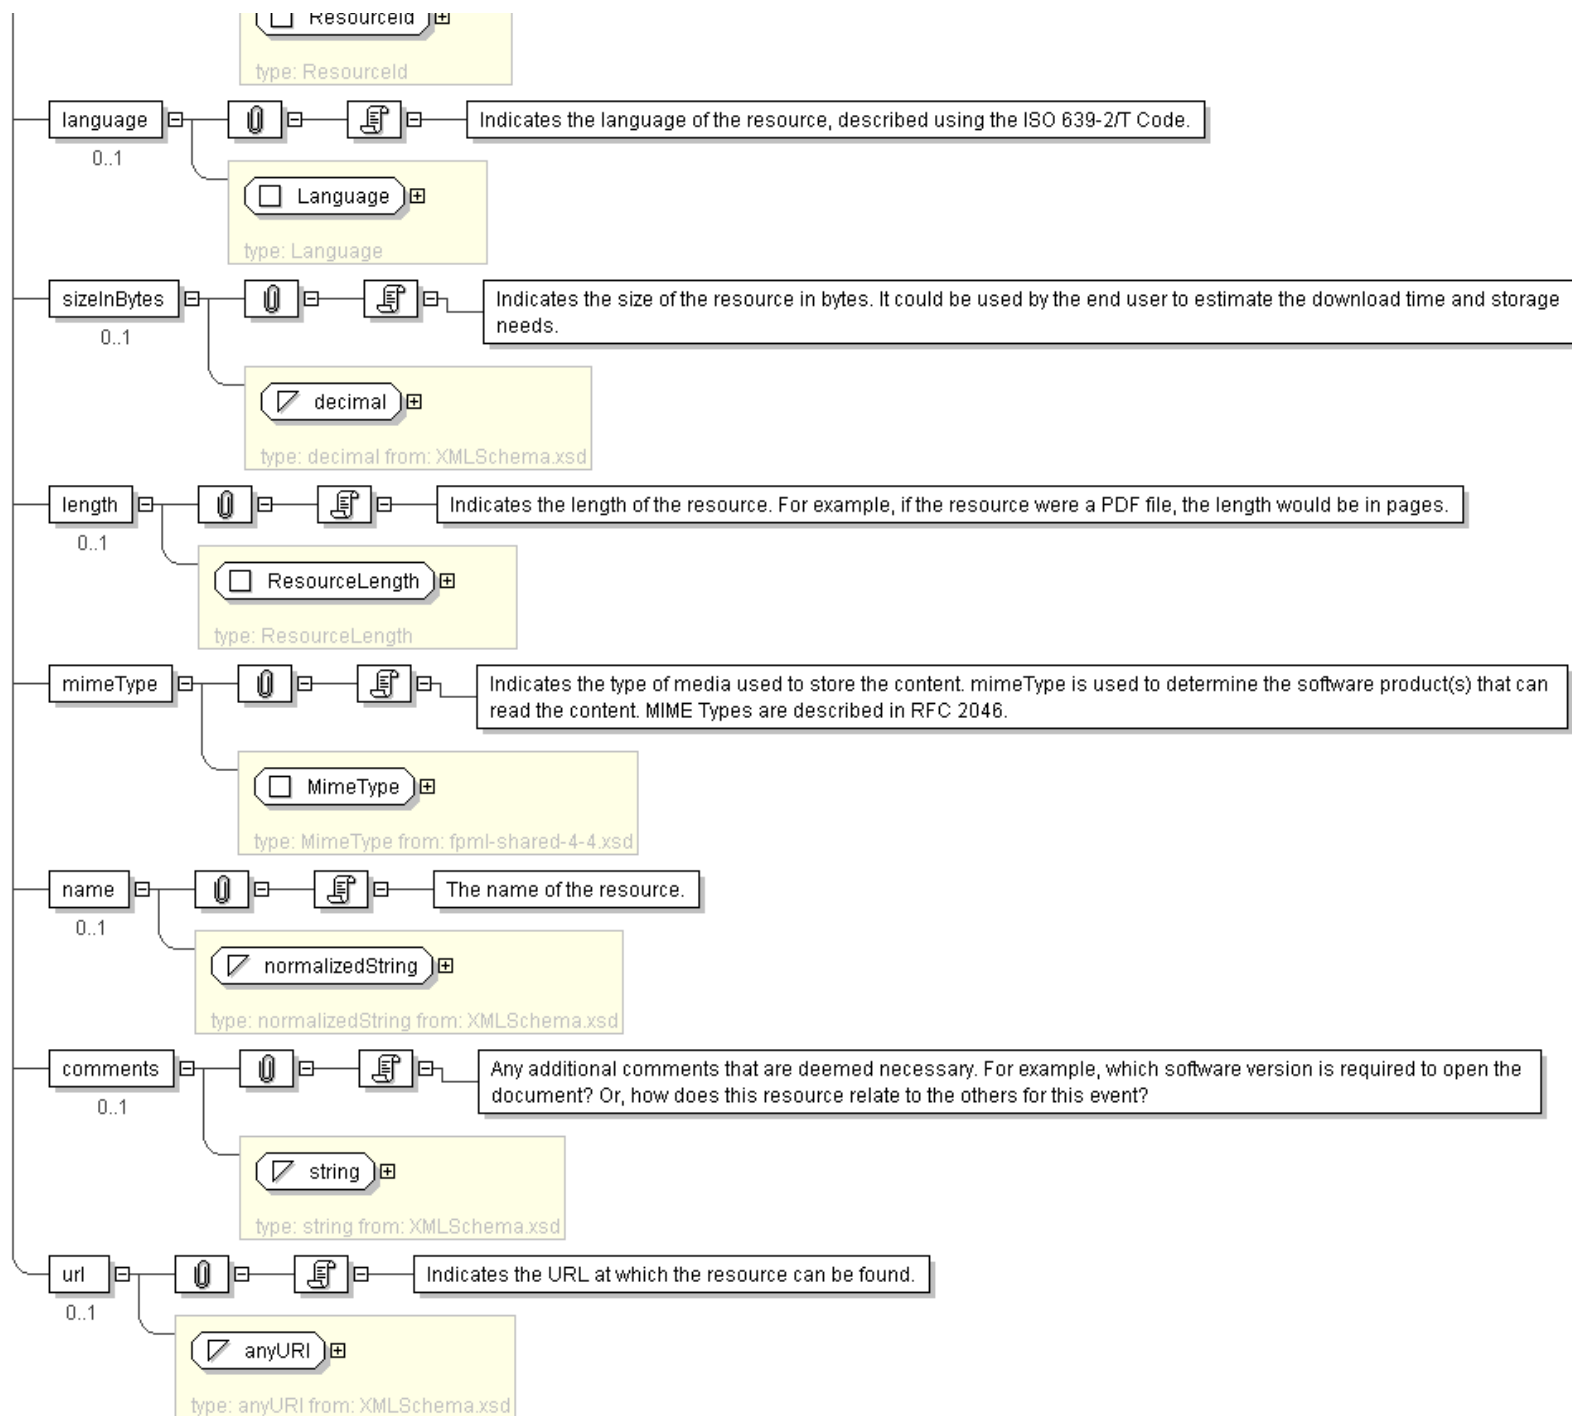 ResourceId
type: ResourceId
language
Indicates the language of the resource, described using the ISO 639-2/T Code.
0..1
Language
type: Language
sizeInBytes
Indicates the size of the resource in bytes. It could be used by the end user to estimate the download time and storage
needs.
0..1
decimal
type: decimal from: XMLSchema.xsd
length
Indicates the length of the resource. For example, if the resource were a PDF file, the length would be in pages.
0..1
ResourceLength
type: ResourceLength
mimeType
Indicates the type of media used to store the content. mimeType is used to determine the software product(s) that can
read the content. MIME Types are described in RFC 2046.
MimeType
type: MimeType from: fpml-shared-4-4.xsd
name
The name of the resource.
0..1
normalizedString
type: normalizedString from: XMLSchema.xsd
comments
Any additional comments that are deemed necessary. For example, which software version is required to open the
document? Or, how does this resource relate to the others for this event?
0..1
string
type: string from: XMLSchema.xsd
url
Indicates the URL at which the resource can be found.
0..1
anyURI
type: anyURI from: XMLSchema.xsd